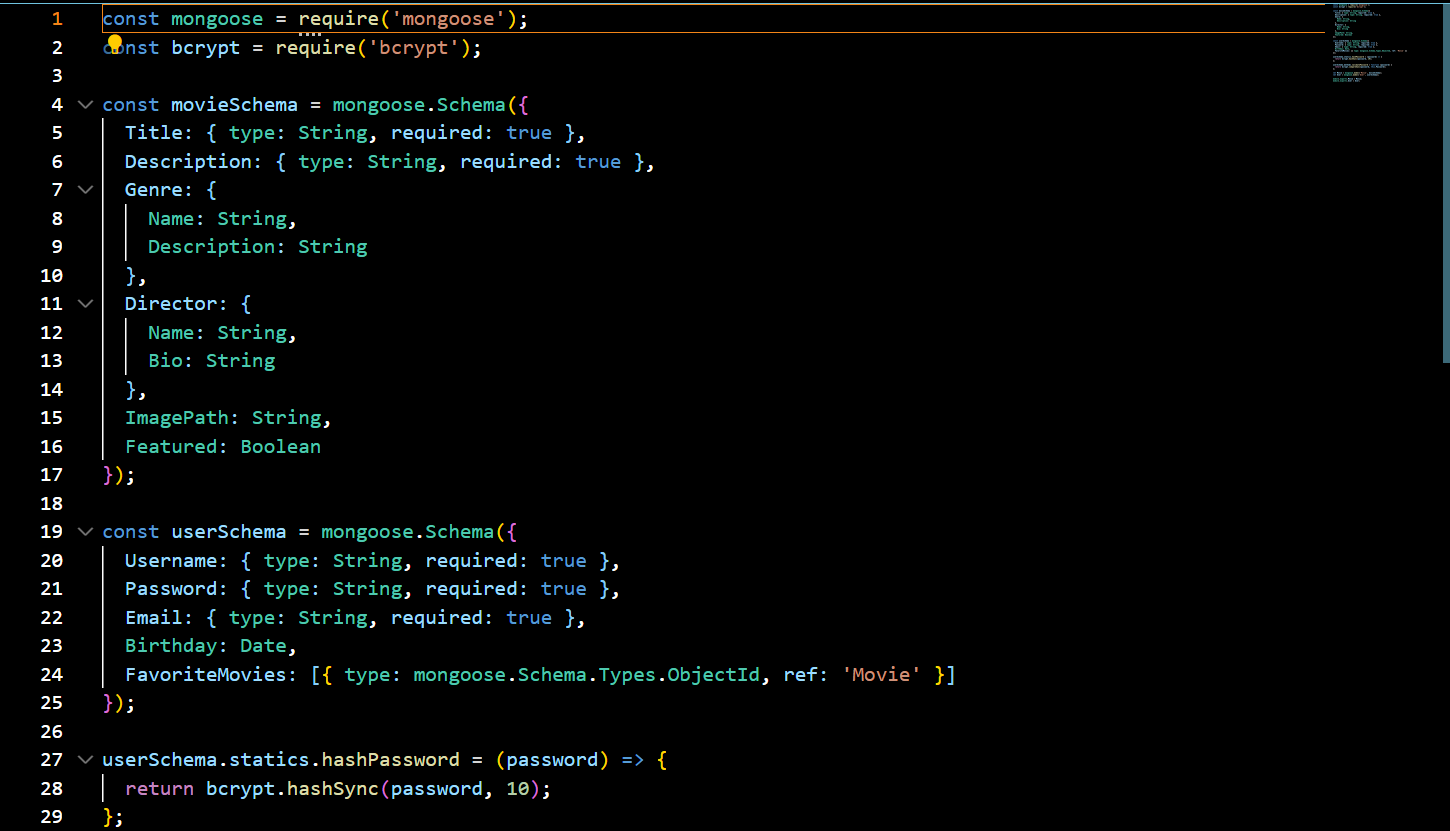 1 const mongoose = require('mongoose');
2 const bcrypt = require('bcrypt');
3
4 const movieSchema = mongoose.Schema({
5   Title: { type: String, required: true },
6   Description: { type: String, required: true },
7   Genre: {
8     Name: String,
9     Description: String
10   },
11   Director: {
12     Name: String,
13     Bio: String
14   },
15   ImagePath: String,
16   Featured: Boolean
17 });
18
19 const userSchema = mongoose.Schema({
20   Username: { type: String, required: true },
21   Password: { type: String, required: true },
22   Email: { type: String, required: true },
23   Birthday: Date,
24   FavoriteMovies: [{ type: mongoose.Schema.Types.ObjectId, ref: 'Movie' }]
25 });
26
27 userSchema.statics.hashPassword = (password) => {
28   return bcrypt.hashSync(password, 10);
29 };